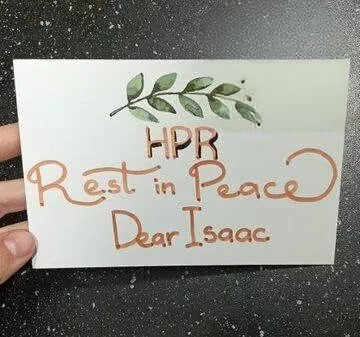 HPR
Rest in Peace
Dear Isaac